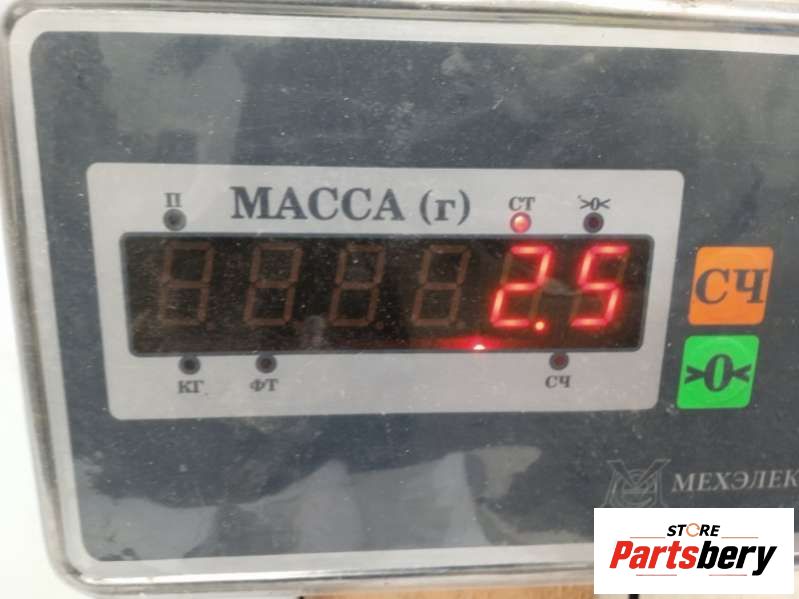 П МАССА (г) СТ >0<
2.5
КГ ФТ СЧ
СЧ
>0<
МЕХЭЛЕК
STORE
Partsbery